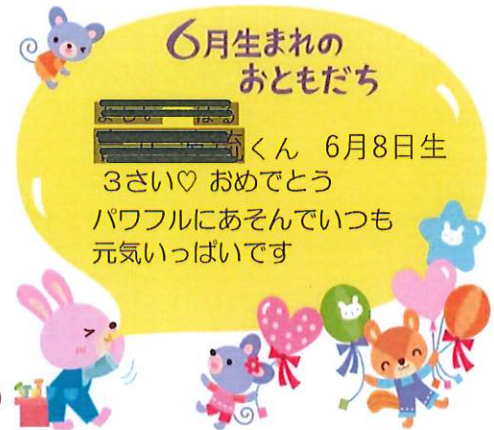 6月生まれの
おともだち
くん 6月8日生
3さい♡ おめでとう
パワフルにあそんでいつも
元気いっぱいです